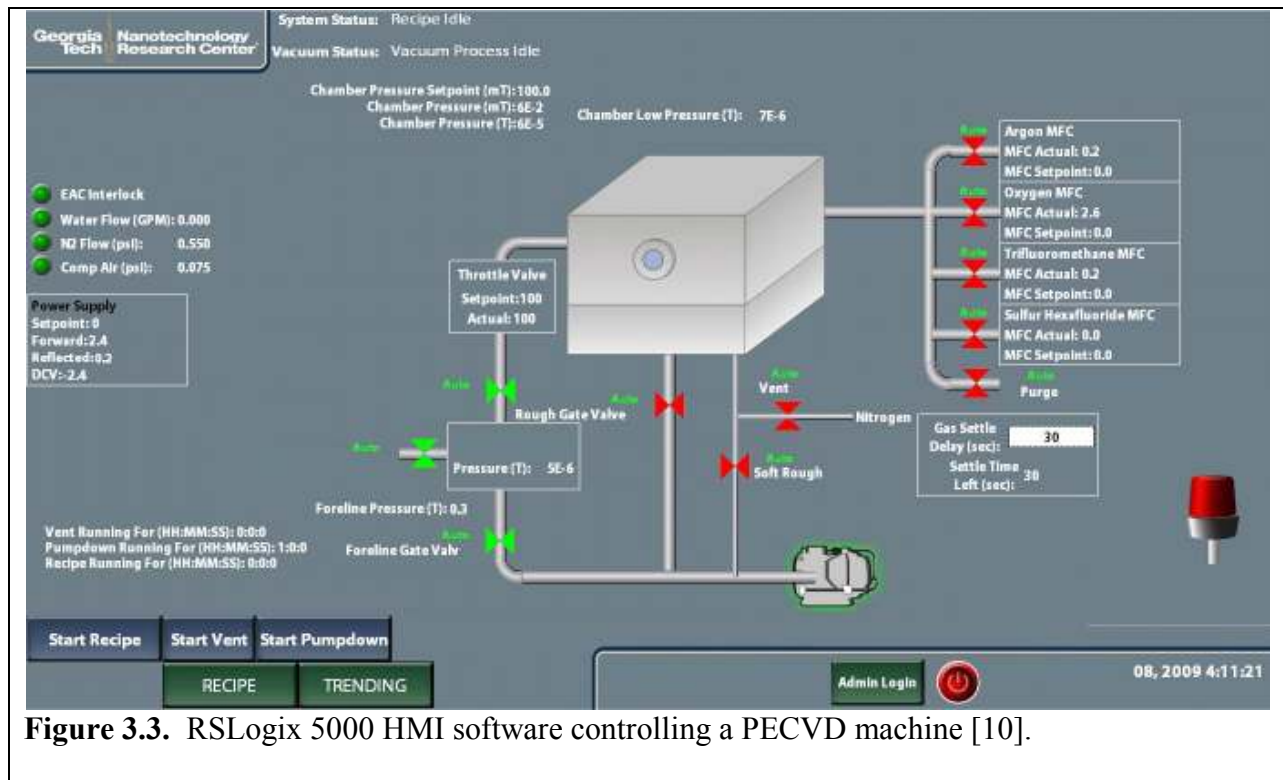 Georgia Tech
Nanotechnology Research Center
System Status: Recipe Idle
Vacuum Status: Vacuum Process Idle
Chamber Pressure Setpoint (mT):100.0
Chamber Pressure (mT):6E-2
Chamber Pressure (T):6E-5
Chamber Low Pressure (T): 7E-6
EAC Interlock
Water Flow (GPM): 0.000
N2 Flow (psi): 0.550
Comp Air (psi): 0.075
Power Supply
Setpoint: 0
Forward:2.4
Reflected:0.2
DCV:-2.4
Throttle Valve
Setpoint:100
Actual: 100
Auto
Argon MFC
MFC Actual: 0.2
MFC Setpoint: 0.0
Auto
Oxygen MFC
MFC Actual: 2.6
MFC Setpoint: 0.0
Auto
Trifluoromethane MFC
MFC Actual: 0.2
MFC Setpoint: 0.0
Auto
Sulfur Hexafluoride MFC
MFC Actual: 0.0
MFC Setpoint: 0.0
Auto
Purge
Auto
Auto
Rough Gate Valve
Auto
Vent
Nitrogen
Auto
Pressure (T): 5E-6
Auto
Soft Rough
Gas Settle
Delay (sec): 30
Settle Time
Left (sec): 30
Foreline Pressure (T): 0.3
Auto
Foreline Gate Valv
Vent Running For (HH:MM:SS): 0:0:0
Pumpdown Running For (HH:MM:SS): 1:0:0
Recipe Running For (HH:MM:SS): 0:0:0
Start Recipe
Start Vent
Start Pumpdown
RECIPE
TRENDING
Admin Login
08, 2009 4:11:21
Figure 3.3. RSLogix 5000 HMI software controlling a PECVD machine [10].